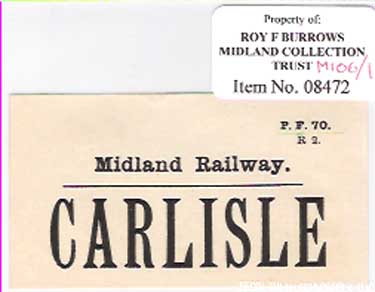 Property of:
ROY F BURROWS
MIDLAND COLLECTION
TRUST M106/1
Item No. 08472
P. F. 70.
R 2.
Midland Railway.
CARLISLE